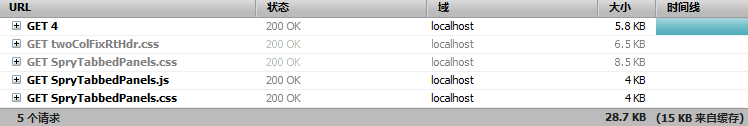 URL 状态 域 大小 时间线
GET 4 200 OK localhost 5.8 KB
GET twoColFixRtHdr.css 200 OK localhost 6.5 KB
GET SpryTabbedPanels.css 200 OK localhost 8.5 KB
GET SpryTabbedPanels.js 200 OK localhost 4 KB
GET SpryTabbedPanels.css 200 OK localhost 4 KB
5 个请求 28.7 KB (15 KB 来自缓存)